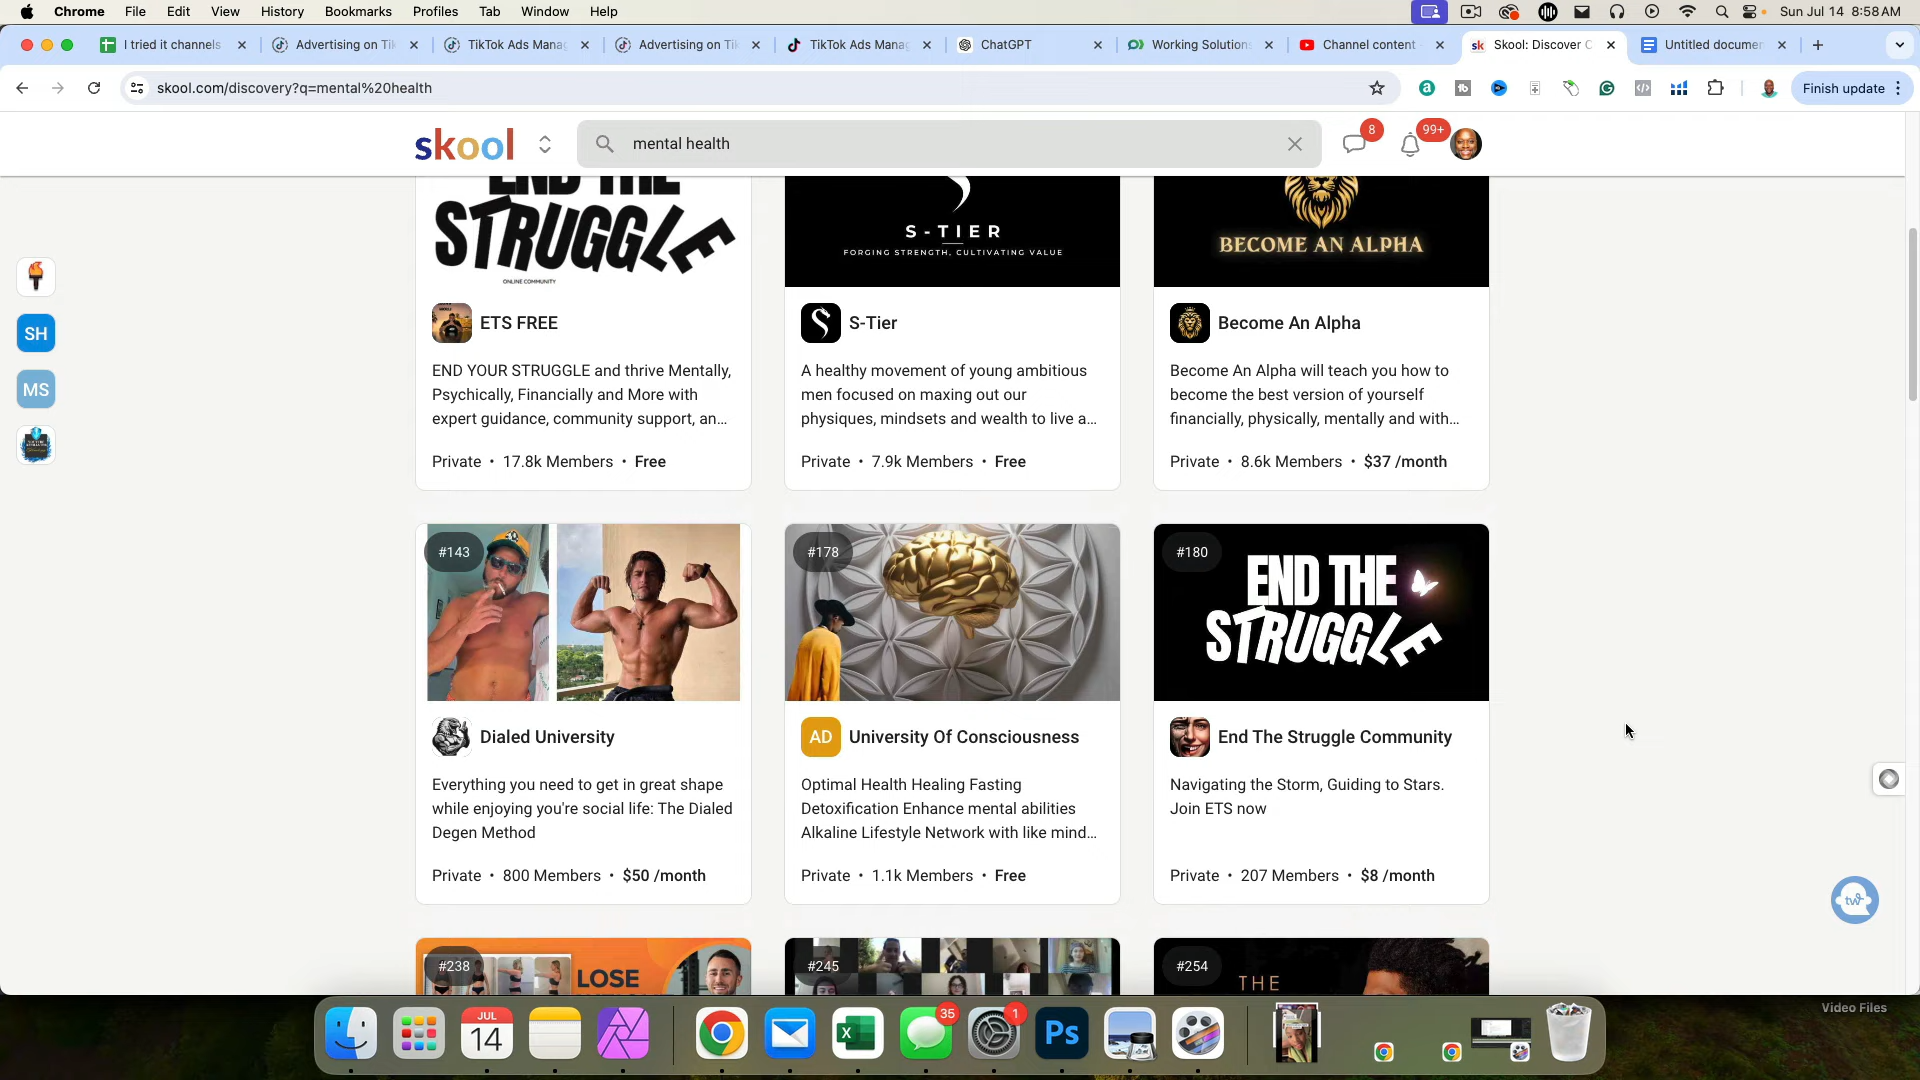 Chrome File Edit View History Bookmarks Profiles Tab Window Help
Sun Jul 14 8:58 AM
I tried it channels
Advertising on Ti
TikTok Ads Mana
Advertising on Ti
TikTok Ads Mana
ChatGPT
Working Solution
Channel content
Skool: Discover C
Untitled documen
skool.com/discovery?q=mental%20health
Finish update
skool
mental health
8
99+
SH
MS
END THE
STRUGGLE
ONLINE COMMUNITY
S-TIER
FORGING STRENGTH, CULTIVATING VALUE
BECOME AN ALPHA
ETS FREE
END YOUR STRUGGLE and thrive Mentally,
Psychically, Financially and More with
expert guidance, community support, an...
Private • 17.8k Members • Free
S-Tier
A healthy movement of young ambitious
men focused on maxing out our
physiques, mindsets and wealth to live a...
Private • 7.9k Members • Free
Become An Alpha
Become An Alpha will teach you how to
become the best version of yourself
financially, physically, mentally and with...
Private • 8.6k Members • $37 /month
#143
Dialed University
Everything you need to get in great shape
while enjoying you're social life: The Dialed
Degen Method
Private • 800 Members • $50 /month
#178
AD
University Of Consciousness
Optimal Health Healing Fasting
Detoxification Enhance mental abilities
Alkaline Lifestyle Network with like mind...
Private • 1.1k Members • Free
#180
END THE
STRUGGLE
End The Struggle Community
Navigating the Storm, Guiding to Stars.
Join ETS now
Private • 207 Members • $8 /month
#238
LOSE
#245
#254
THE
tw
Video Files
JUL
14
35
1
Ps